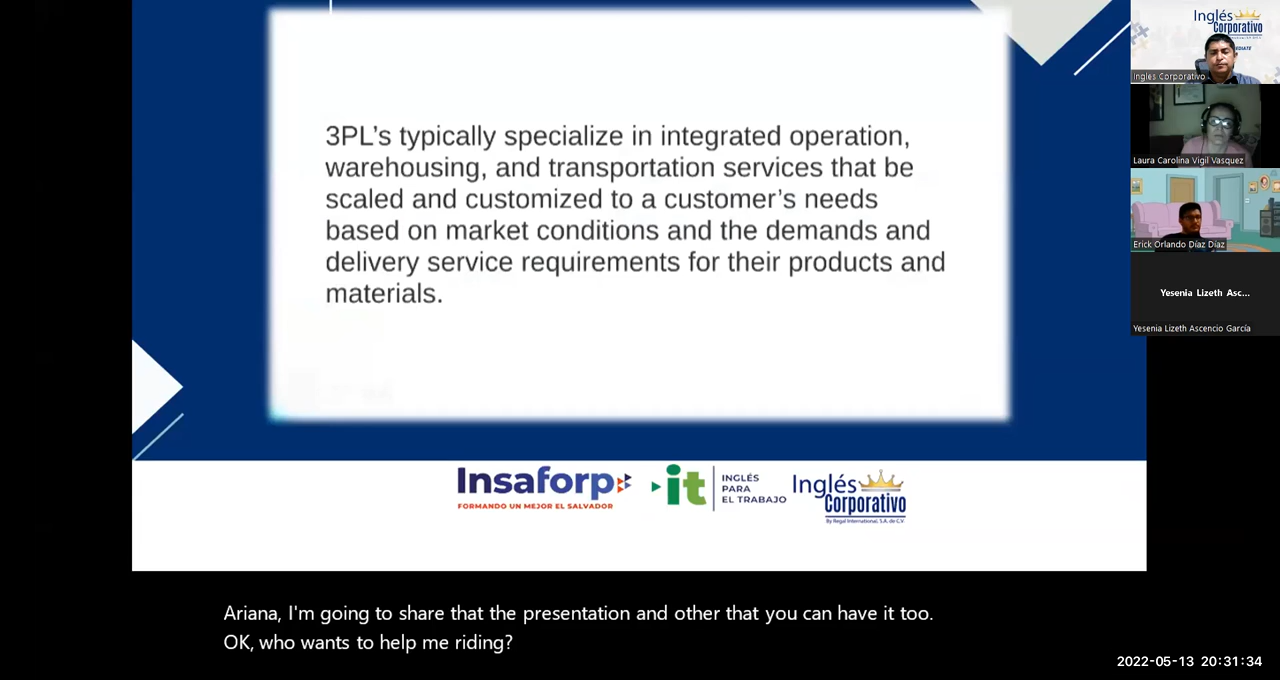 3PL’s typically specialize in integrated operation,
warehousing, and transportation services that be
scaled and customized to a customer’s needs
based on market conditions and the demands and
delivery service requirements for their products and
materials.
Insaforp
FORMANDO UN MEJOR EL SALVADOR
it
INGLÉS
PARA
EL TRABAJO
Inglés
Corporativo
By Regal International, S.A. de C.V.
Ariana, I'm going to share that the presentation and other that you can have it too.
OK, who wants to help me riding?
Inglés
Corporativo
Ingles Corporativo
Laura Carolina Vigil Vasquez
Erick Orlando Díaz Díaz
Yesenia Lizeth Asc...
Yesenia Lizeth Ascencio García
2022-05-13 20:31:34